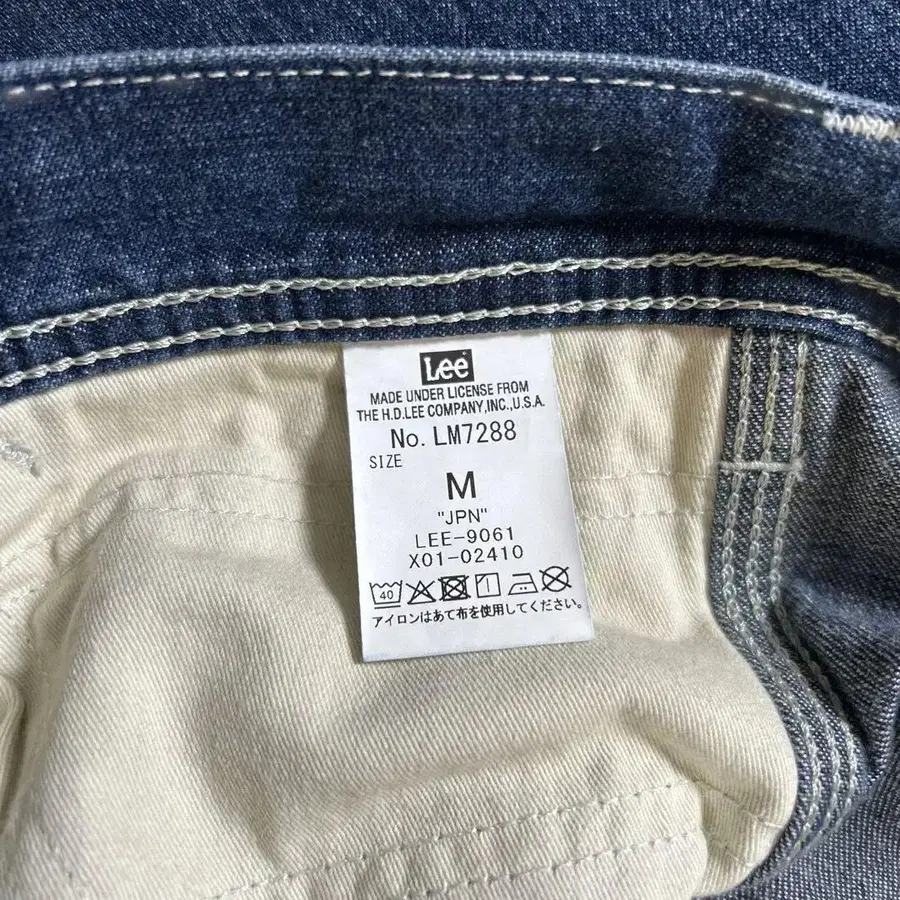 Lee
MADE UNDER LICENSE FROM
THE H.D.LEE COMPANY,INC.,U.S.A.
No. LM7288
SIZE
M
"JPN"
LEE-9061
X01-02410
40 1
アイロンはあて布を使用してください。